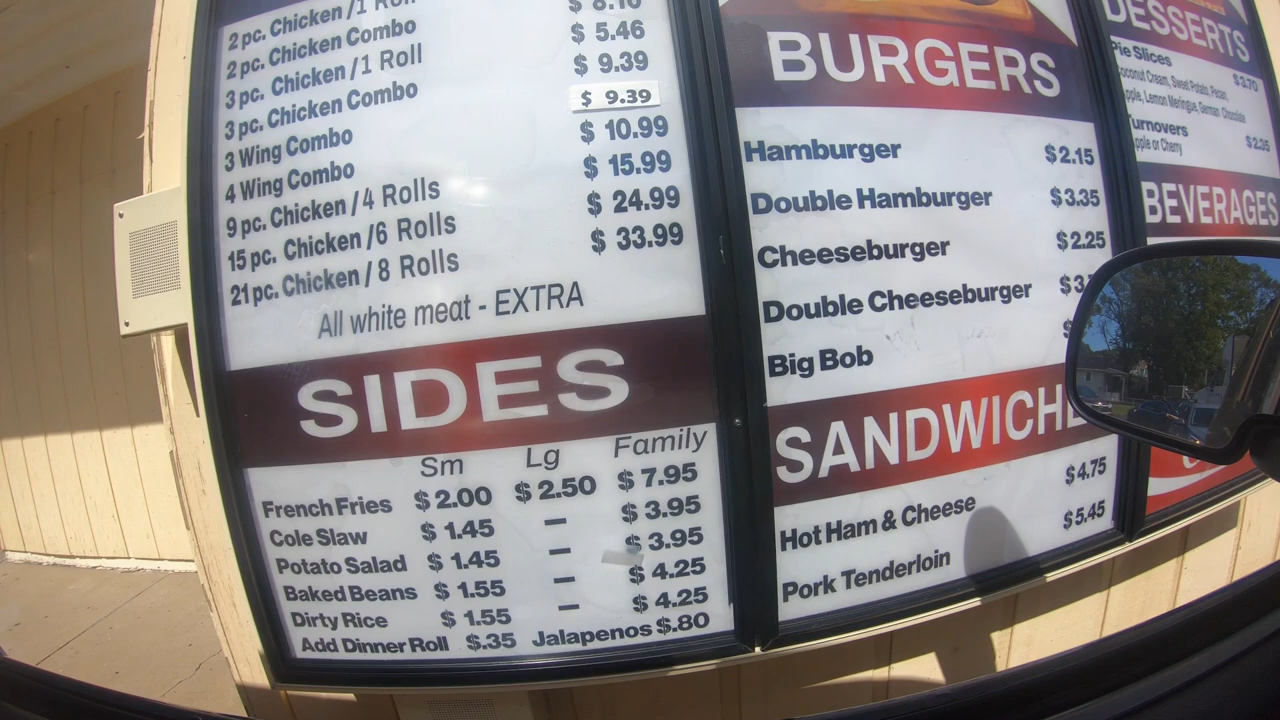 2 pc. Chicken /1 Roll
2 pc. Chicken Combo
3 pc. Chicken /1 Roll $ 5.46
3 pc. Chicken Combo $ 9.39
3 Wing Combo $ 9.39
4 Wing Combo $ 10.99
9 pc. Chicken / 4 Rolls $ 15.99
15 pc. Chicken /6 Rolls $ 24.99
21 pc. Chicken / 8 Rolls $ 33.99
All white meat - EXTRA
SIDES
Sm Lg Family
French Fries $ 2.00 $ 2.50 $ 7.95
Cole Slaw $ 1.45 – $ 3.95
Potato Salad $ 1.45 – $ 3.95
Baked Beans $ 1.55 – $ 4.25
Dirty Rice $ 1.55 – $ 4.25
Add Dinner Roll $.35 Jalapenos $.80
BURGERS
Hamburger $ 2.15
Double Hamburger $ 3.35
Cheeseburger $ 2.25
Double Cheeseburger $
Big Bob $
SANDWICH
Hot Ham & Cheese $ 4.75
Pork Tenderloin $ 5.45
DESSERTS
Pie Slices $ 3.70
Coconut Cream, Sweet Potato, Pecan,
Apple, Lemon Meringue, German Chocolate
Turnovers $ 2.35
Apple or Cherry
BEVERAGES